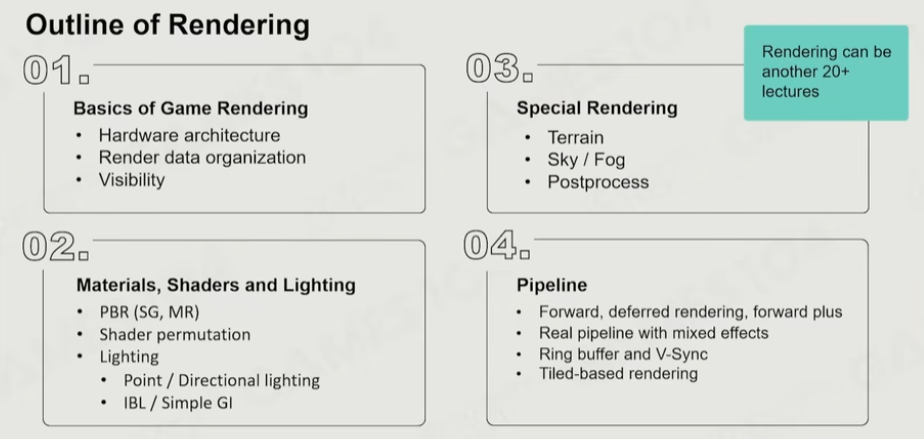 Outline of Rendering
01.
Basics of Game Rendering
• Hardware architecture
• Render data organization
• Visibility
02.
Materials, Shaders and Lighting
• PBR (SG, MR)
• Shader permutation
• Lighting
• Point / Directional lighting
• IBL / Simple GI
03.
Special Rendering
• Terrain
• Sky / Fog
• Postprocess
Rendering can be
another 20+
lectures
04.
Pipeline
• Forward, deferred rendering, forward plus
• Real pipeline with mixed effects
• Ring buffer and V-Sync
• Tiled-based rendering
GAMES104